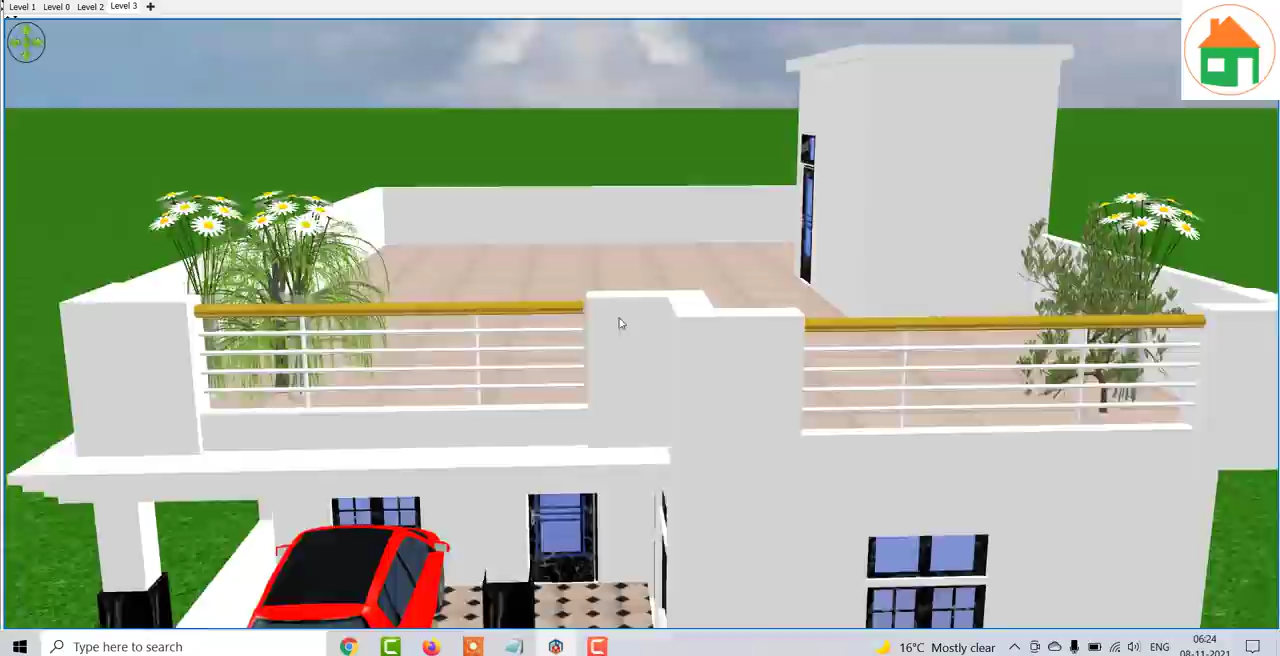 Level 1 Level 0 Level 2 Level 3
Type here to search
16°C Mostly clear
ENG
06:24
08-11-2021